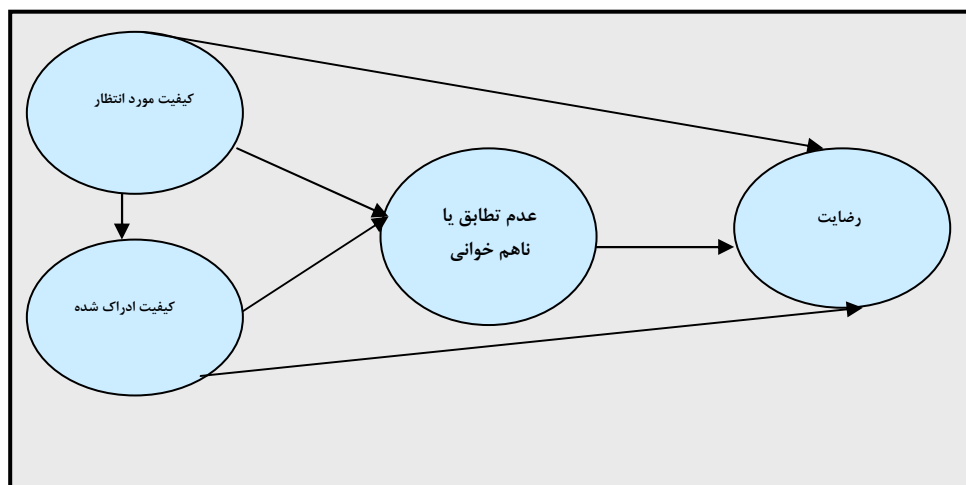 کیفیت مورد انتظار
عدم تطابق یا
ناهم خوانی
رضایت
کیفیت ادراک شده